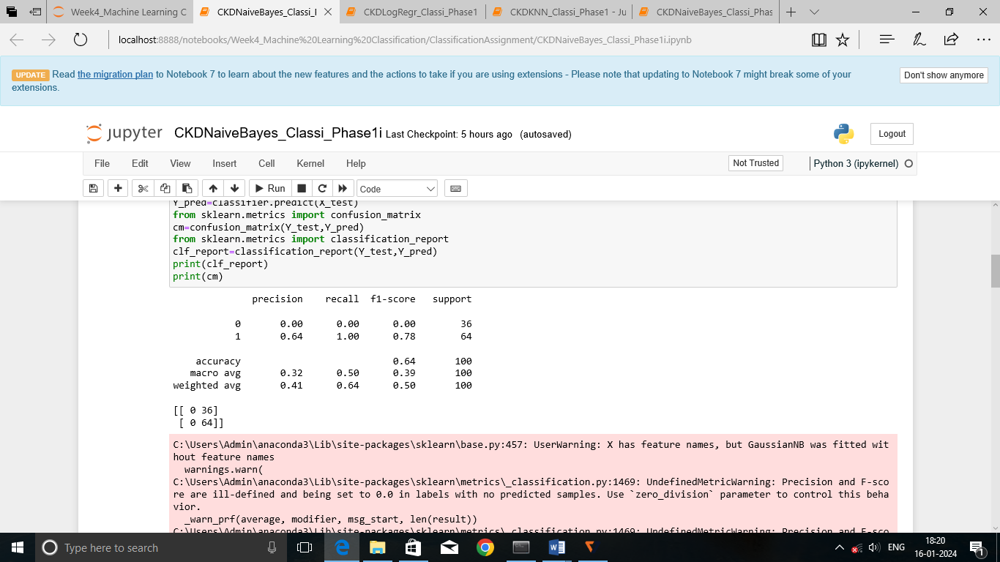 Week4_Machine Learning C
CKDNaiveBayes_Classi_I
CKDLogRegr_Classi_Phase1
CKDKNN_Classi_Phase1 - Ju
CKDNaiveBayes_Classi_Phas
localhost:8888/notebooks/Week4_Machine%20Learning%20Classification/ClassificationAssignment/CKDNaiveBayes_Classi_Phase1i.ipynb
UPDATE Read the migration plan to Notebook 7 to learn about the new features and the actions to take if you are using extensions - Please note that updating to Notebook 7 might break some of your
extensions.
Don't show anymore
jupyter CKDNaiveBayes_Classi_Phase1i Last Checkpoint: 5 hours ago (autosaved)
Logout
File Edit View Insert Cell Kernel Help
Not Trusted
Python 3 (ipykernel)
Run
Code
Y_pred=classifier.predict(X_test)
from sklearn.metrics import confusion_matrix
cm=confusion_matrix(Y_test,Y_pred)
from sklearn.metrics import classification_report
clf_report=classification_report(Y_test,Y_pred)
print(clf_report)
print(cm)
precision recall f1-score support
0 0.00 0.00 0.00 36
1 0.64 1.00 0.78 64
accuracy 0.64 100
macro avg 0.32 0.50 0.39 100
weighted avg 0.41 0.64 0.50 100
[[ 0 36]
[ 0 64]]
C:\Users\Admin\anaconda3\Lib\site-packages\sklearn\base.py:457: UserWarning: X has feature names, but GaussianNB was fitted wit
hout feature names
warnings.warn(
C:\Users\Admin\anaconda3\Lib\site-packages\sklearn\metrics\_classification.py:1469: UndefinedMetricWarning: Precision and F-sco
re are ill-defined and being set to 0.0 in labels with no predicted samples. Use `zero_division` parameter to control this beha
vior.
_warn_prf(average, modifier, msg_start, len(result))
C:\Users\Admin\anaconda3\Lib\site-packages\sklearn\metrics\_classification.py:1469: UndefinedMetricWarning: Precision and F-sco
Type here to search
ENG
18:20
16-01-2024
1